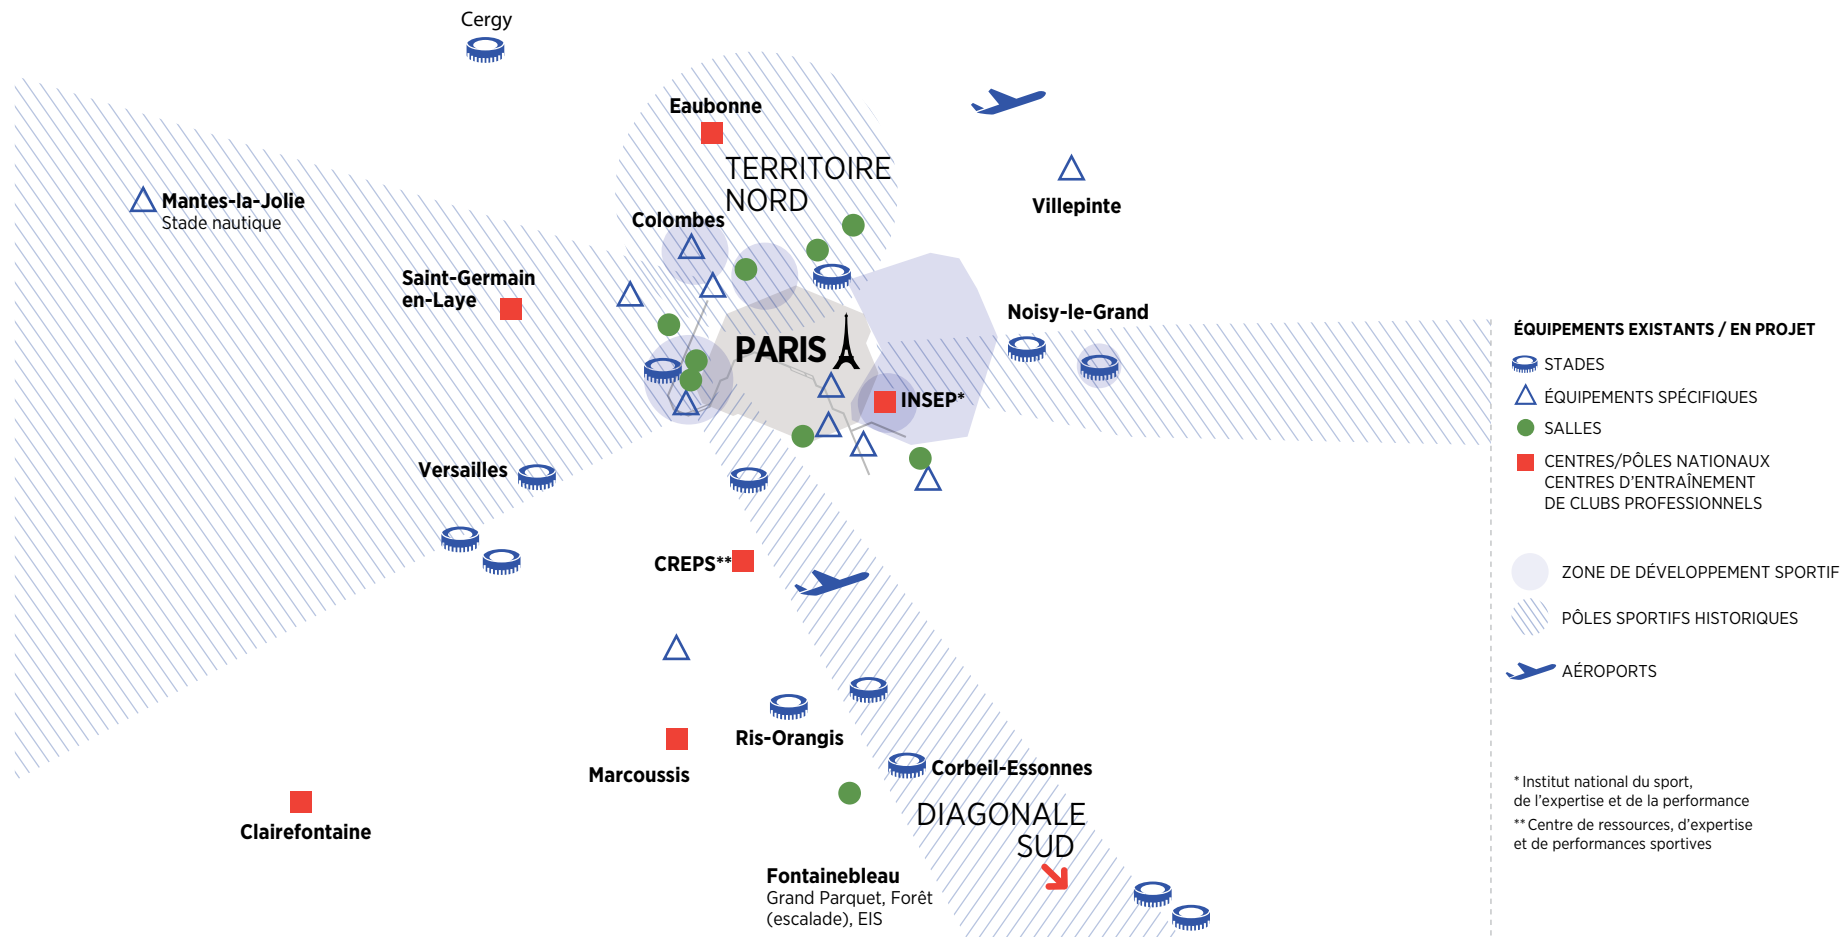 Cergy
Eaubonne
TERRITOIRE
NORD
Mantes-la-Jolie
Stade nautique
Villepinte
Colombes
Saint-Germain
en-Laye
Noisy-le-Grand
PARIS
INSEP*
Versailles
CREPS**
Ris-Orangis
Marcoussis
Corbeil-Essonnes
DIAGONALE
SUD
Clairefontaine
Fontainebleau
Grand Parquet, Forêt
(escalade), EIS
ÉQUIPEMENTS EXISTANTS / EN PROJET
STADES
ÉQUIPEMENTS SPÉCIFIQUES
SALLES
CENTRES/PÔLES NATIONAUX
CENTRES D'ENTRAÎNEMENT
DE CLUBS PROFESSIONNELS
ZONE DE DÉVELOPPEMENT SPORTIF
PÔLES SPORTIFS HISTORIQUES
AÉROPORTS
* Institut national du sport,
de l'expertise et de la performance
** Centre de ressources, d'expertise
et de performances sportives